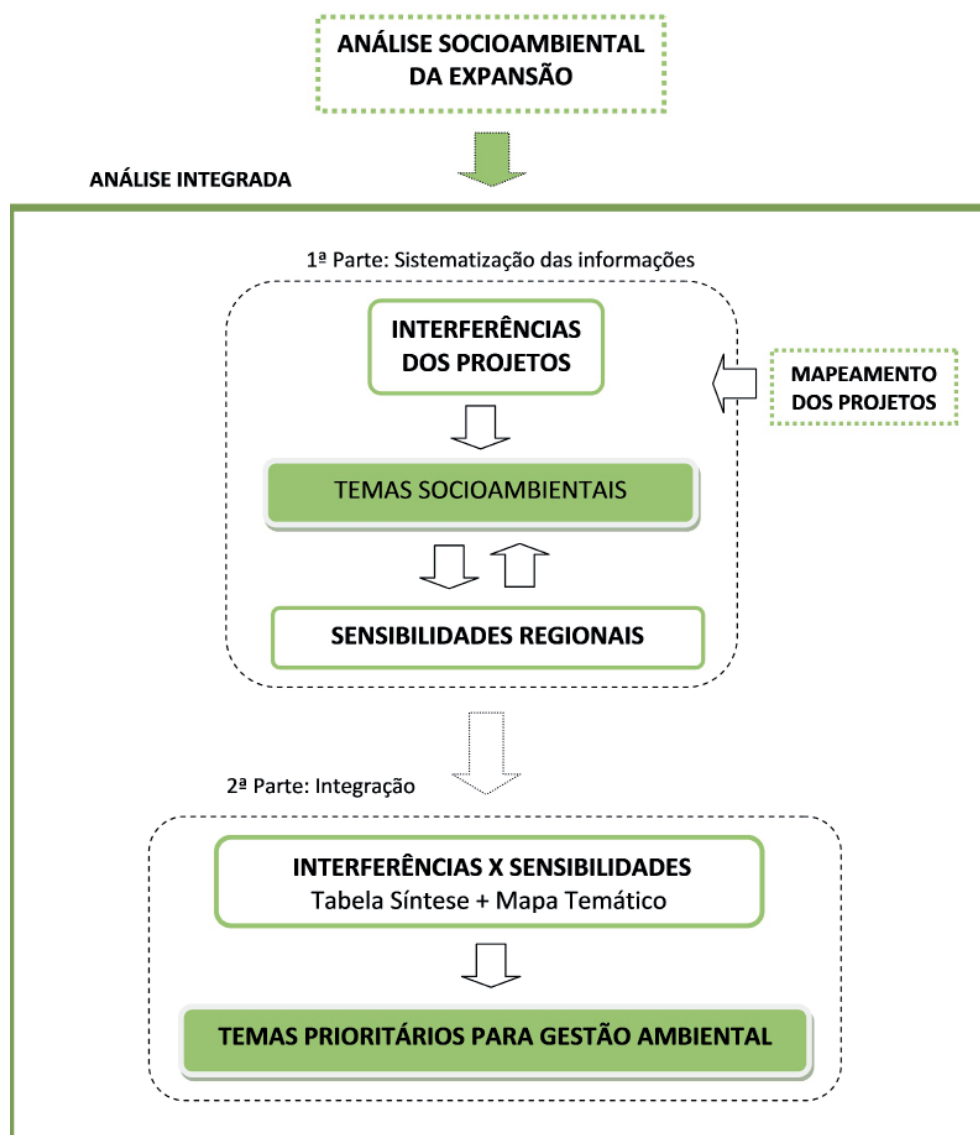 ANÁLISE SOCIOAMBIENTAL
DA EXPANSÃO
ANÁLISE INTEGRADA
1ª Parte: Sistematização das informações
INTERFERÊNCIAS
DOS PROJETOS
MAPEAMENTO
DOS PROJETOS
TEMAS SOCIOAMBIENTAIS
SENSIBILIDADES REGIONAIS
2ª Parte: Integração
INTERFERÊNCIAS X SENSIBILIDADES
Tabela Síntese + Mapa Temático
TEMAS PRIORITÁRIOS PARA GESTÃO AMBIENTAL